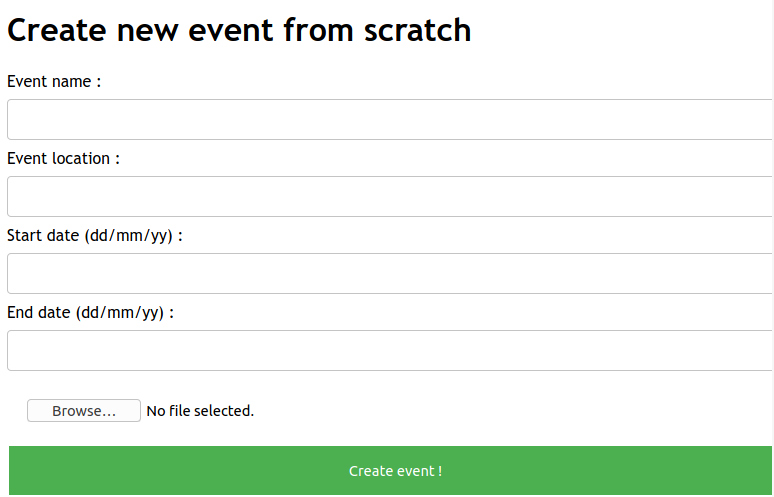 Create new event from scratch
Event name :
Event location :
Start date (dd/mm/yy) :
End date (dd/mm/yy) :
Browse... No file selected.
Create event !